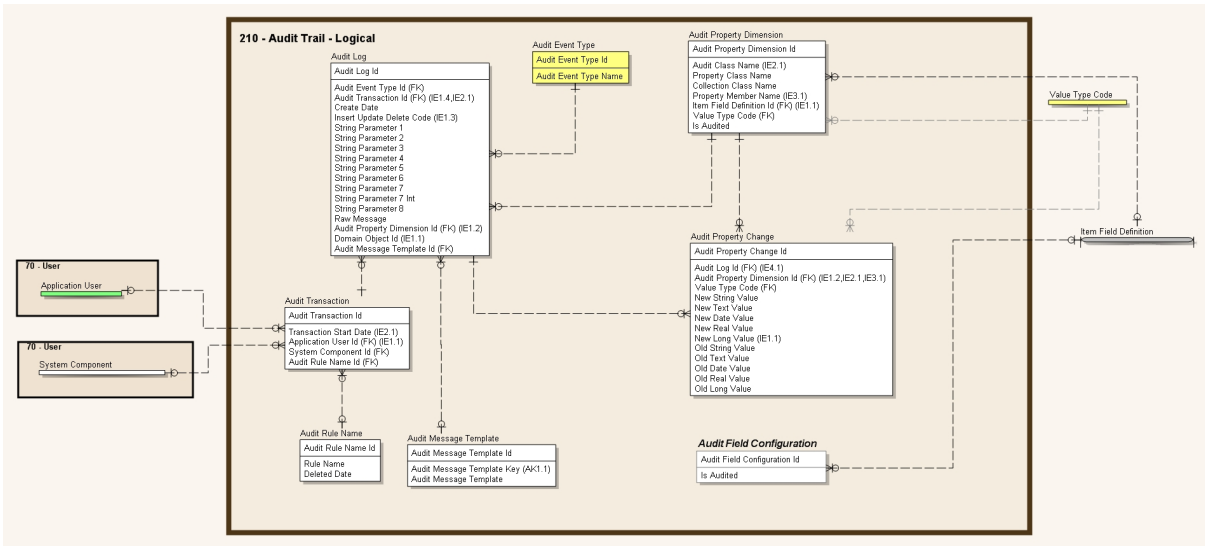 210 - Audit Trail - Logical
Audit Log
Audit Log Id
Audit Event Type Id (FK)
Audit Transaction Id (FK) (IE1.4,IE2.1)
Create Date
Insert Update Delete Code (IE1.3)
String Parameter 1
String Parameter 2
String Parameter 3
String Parameter 4
String Parameter 5
String Parameter 6
String Parameter 7
String Parameter 7 Int
String Parameter 8
Raw Message
Audit Property Dimension Id (FK) (IE1.2)
Domain Object Id (IE1.1)
Audit Message Template Id (FK)
Audit Event Type
Audit Event Type Id
Audit Event Type Name
Audit Property Dimension
Audit Property Dimension Id
Audit Class Name (IE2.1)
Property Class Name
Collection Class Name
Property Member Name (IE3.1)
Item Field Definition Id (FK) (IE1.1)
Value Type Code (FK)
Is Audited
Value Type Code
Item Field Definition
Audit Property Change
Audit Property Change Id
Audit Log Id (FK) (IE4.1)
Audit Property Dimension Id (FK) (IE1.2,IE2.1,IE3.1)
Value Type Code (FK)
New String Value
New Text Value
New Date Value
New Real Value
New Long Value (IE1.1)
Old String Value
Old Text Value
Old Date Value
Old Real Value
Old Long Value
70 - User
Application User
70 - User
System Component
Audit Transaction
Audit Transaction Id
Transaction Start Date (IE2.1)
Application User Id (FK) (IE1.1)
System Component Id (FK)
Audit Rule Name Id (FK)
Audit Rule Name
Audit Rule Name Id
Rule Name
Deleted Date
Audit Message Template
Audit Message Template Id
Audit Message Template Key (AK1.1)
Audit Message Template
Audit Field Configuration
Audit Field Configuration Id
Is Audited